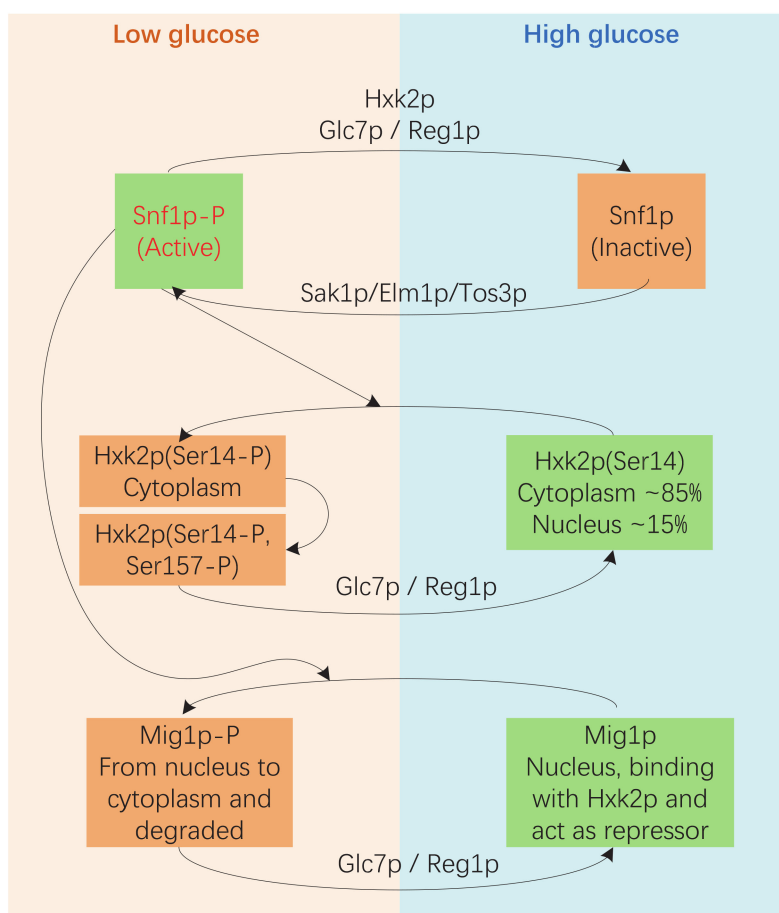 Low glucose
High glucose
Hxk2p
Glc7p / Reg1p
Snf1p-P
(Active)
Snf1p
(Inactive)
Sak1p/Elm1p/Tos3p
Hxk2p(Ser14-P)
Cytoplasm
Hxk2p(Ser14-P,
Ser157-P)
Hxk2p(Ser14)
Cytoplasm ~85%
Nucleus ~15%
Glc7p / Reg1p
Mig1p-P
From nucleus to
cytoplasm and
degraded
Mig1p
Nucleus, binding
with Hxk2p and
act as repressor
Glc7p / Reg1p